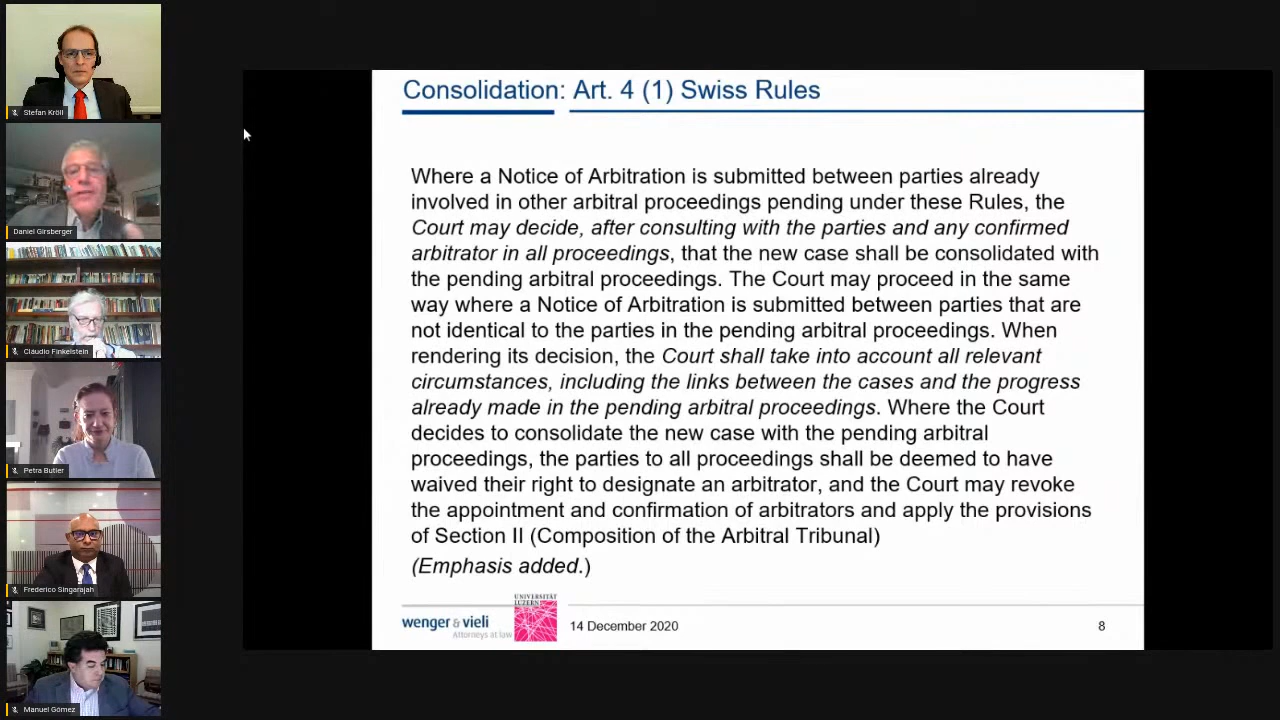 Stefan Kröll
Daniel Girsberger
Claudio Finkelstein
Petra Butler
Frederico Singarajah
Manuel Gómez
Consolidation: Art. 4 (1) Swiss Rules
Where a Notice of Arbitration is submitted between parties already
involved in other arbitral proceedings pending under these Rules, the
Court may decide, after consulting with the parties and any confirmed
arbitrator in all proceedings, that the new case shall be consolidated with
the pending arbitral proceedings. The Court may proceed in the same
way where a Notice of Arbitration is submitted between parties that are
not identical to the parties in the pending arbitral proceedings. When
rendering its decision, the Court shall take into account all relevant
circumstances, including the links between the cases and the progress
already made in the pending arbitral proceedings. Where the Court
decides to consolidate the new case with the pending arbitral
proceedings, the parties to all proceedings shall be deemed to have
waived their right to designate an arbitrator, and the Court may revoke
the appointment and confirmation of arbitrators and apply the provisions
of Section II (Composition of the Arbitral Tribunal)
(Emphasis added.)
wenger & vieli
Attorneys at law
UNIVERSITÄT
LUZERN
14 December 2020
8